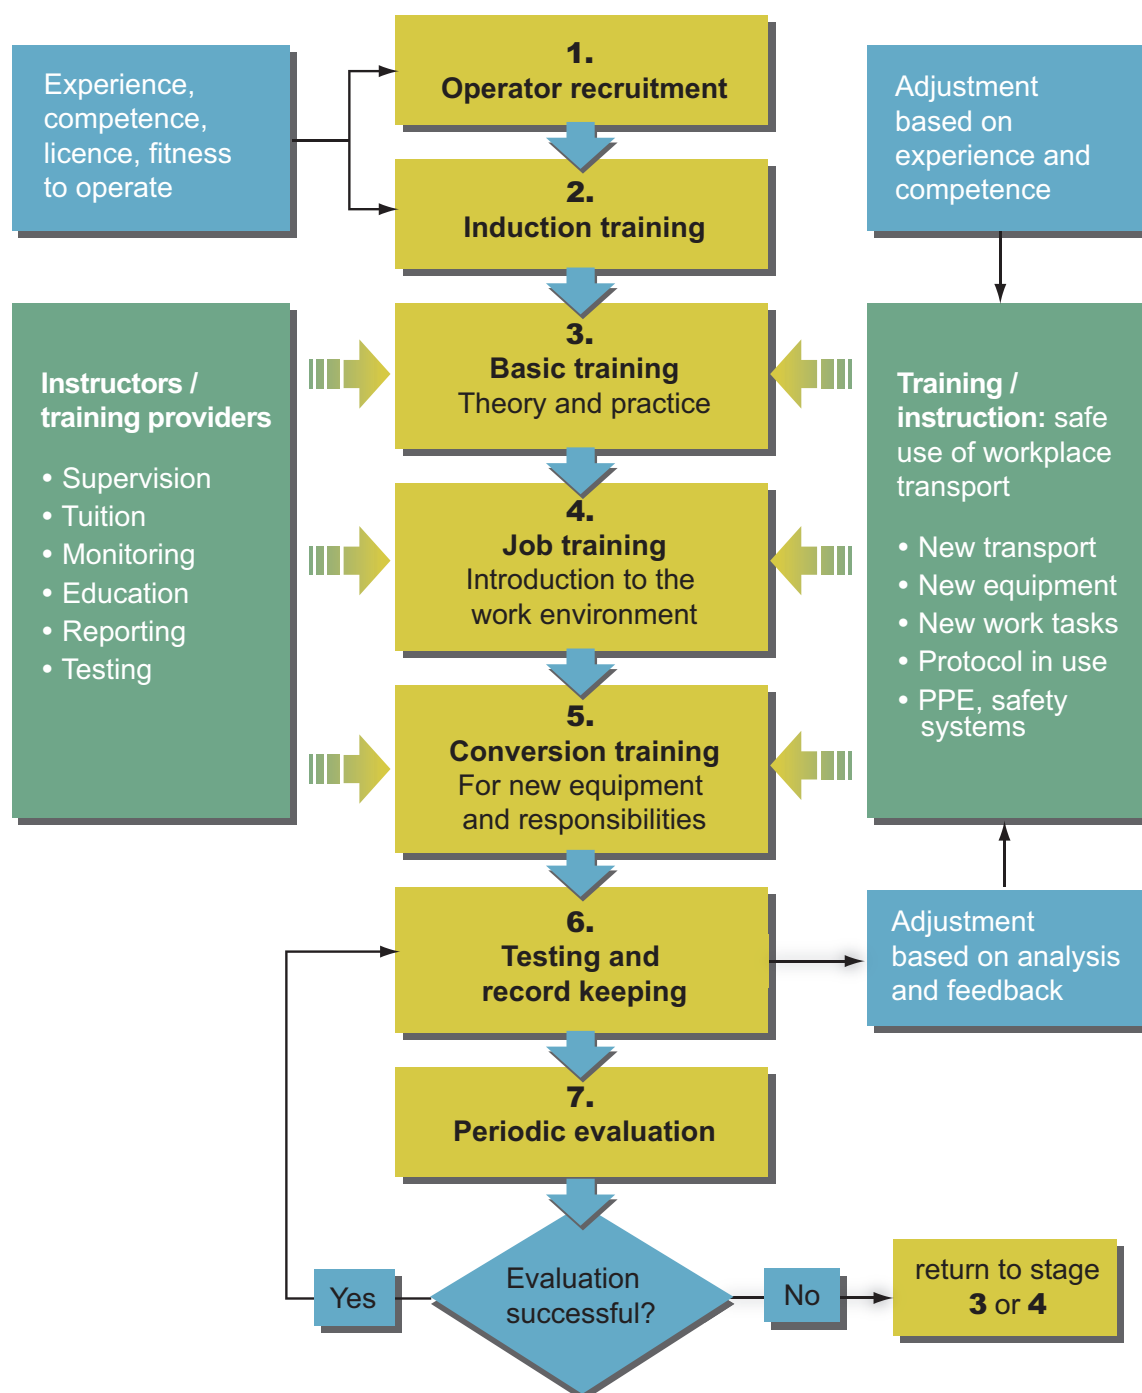 Experience,
competence,
licence, fitness
to operate
1.
Operator recruitment
Adjustment
based on
experience and
competence
2.
Induction training
Instructors /
training providers
• Supervision
• Tuition
• Monitoring
• Education
• Reporting
• Testing
3.
Basic training
Theory and practice
Training /
instruction: safe
use of workplace
transport
• New transport
• New equipment
• New work tasks
• Protocol in use
• PPE, safety
systems
4.
Job training
Introduction to the
work environment
5.
Conversion training
For new equipment
and responsibilities
6.
Testing and
record keeping
Adjustment
based on analysis
and feedback
7.
Periodic evaluation
Evaluation
successful?
Yes
No
return to stage
3 or 4